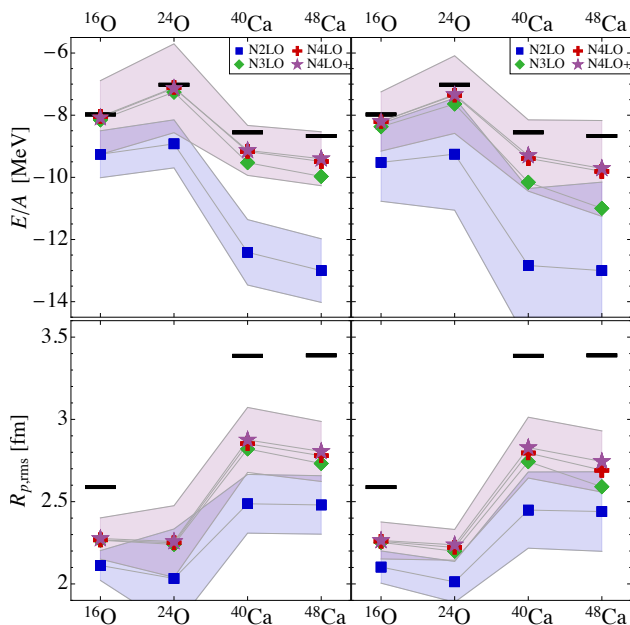 ¹⁶O ²⁴O ⁴⁰Ca ⁴⁸Ca ¹⁶O ²⁴O ⁴⁰Ca ⁴⁸Ca
N2LO N4LO N2LO N4LO
N3LO N4LO+ N3LO N4LO+
-6
-8
-10
-12
-14
E/A [MeV]
3.5
3
2.5
2
R_{p,rms} [fm]
¹⁶O ²⁴O ⁴⁰Ca ⁴⁸Ca ¹⁶O ²⁴O ⁴⁰Ca ⁴⁸Ca